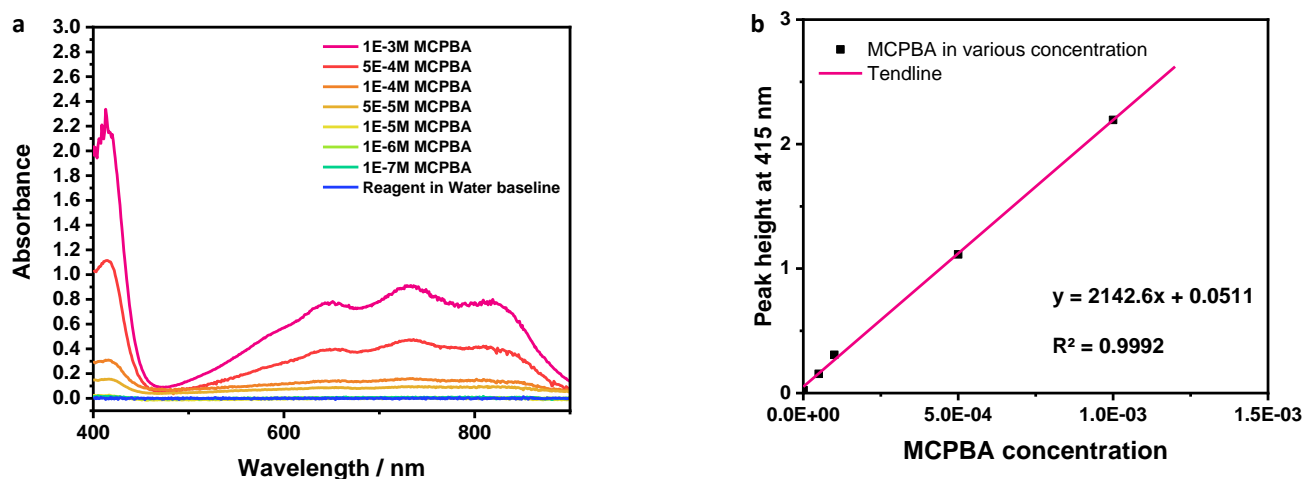 a
3.0
2.8
2.6
2.4
2.2
2.0
1.8
1.6
1.4
1.2
1.0
0.8
0.6
0.4
0.2
0.0
Absorbance
400
600
800
Wavelength / nm
1E-3M MCPBA
5E-4M MCPBA
1E-4M MCPBA
5E-5M MCPBA
1E-5M MCPBA
1E-6M MCPBA
1E-7M MCPBA
Reagent in Water baseline
b
3
2
1
0
Peak height at 415 nm
MCPBA in various concentration
Tendline
y = 2142.6x + 0.0511
R² = 0.9992
0.0E+00
5.0E-04
1.0E-03
1.5E-03
MCPBA concentration